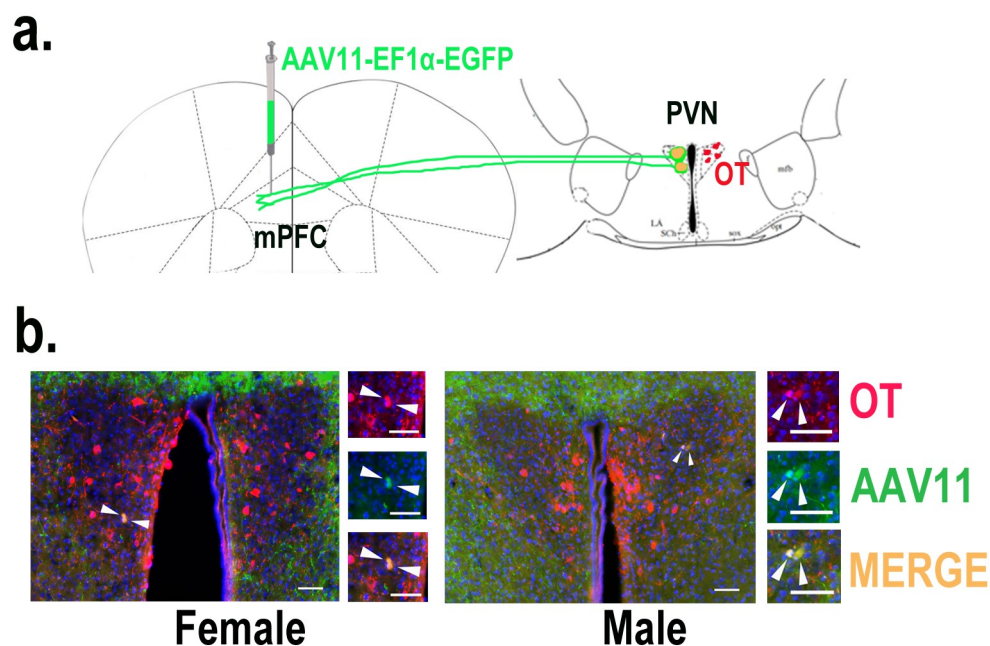 a.
AAV11-EF1α-EGFP
PVN
OT
mfb
mPFC
LA
SCh
sox
opt
b.
OT
AAV11
MERGE
Female
Male